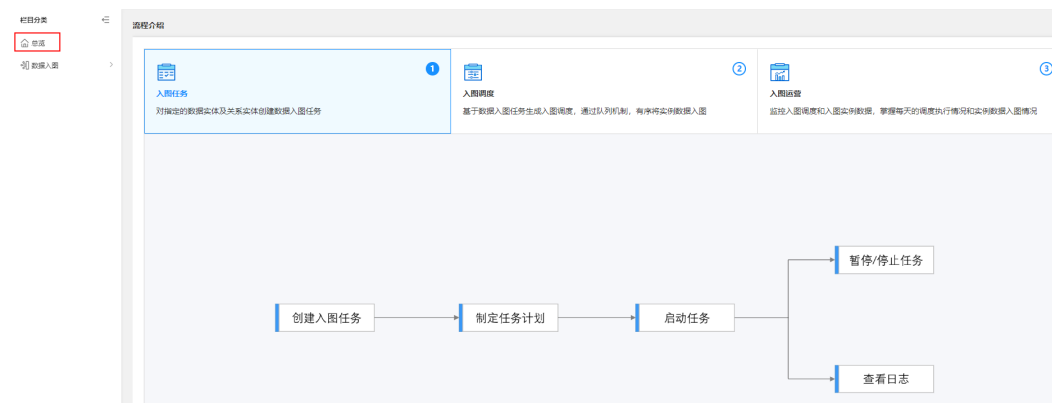 栏目分类
总览
数据入图
流程介绍
1
入图任务
对指定的数据实体及关系实体创建数据入图任务
2
入图调度
基于数据入图任务生成入图调度，通过队列机制，有序将实例数据入图
3
入图运营
监控入图调度和入图实例数据，掌握每天的调度执行情况和实例数据入图情况
创建入图任务
制定任务计划
启动任务
暂停/停止任务
查看日志